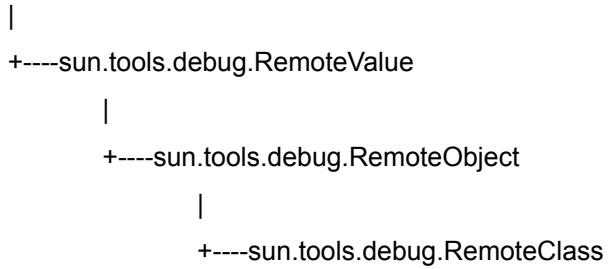 |
+----sun.tools.debug.RemoteValue
|
+----sun.tools.debug.RemoteObject
|
+----sun.tools.debug.RemoteClass